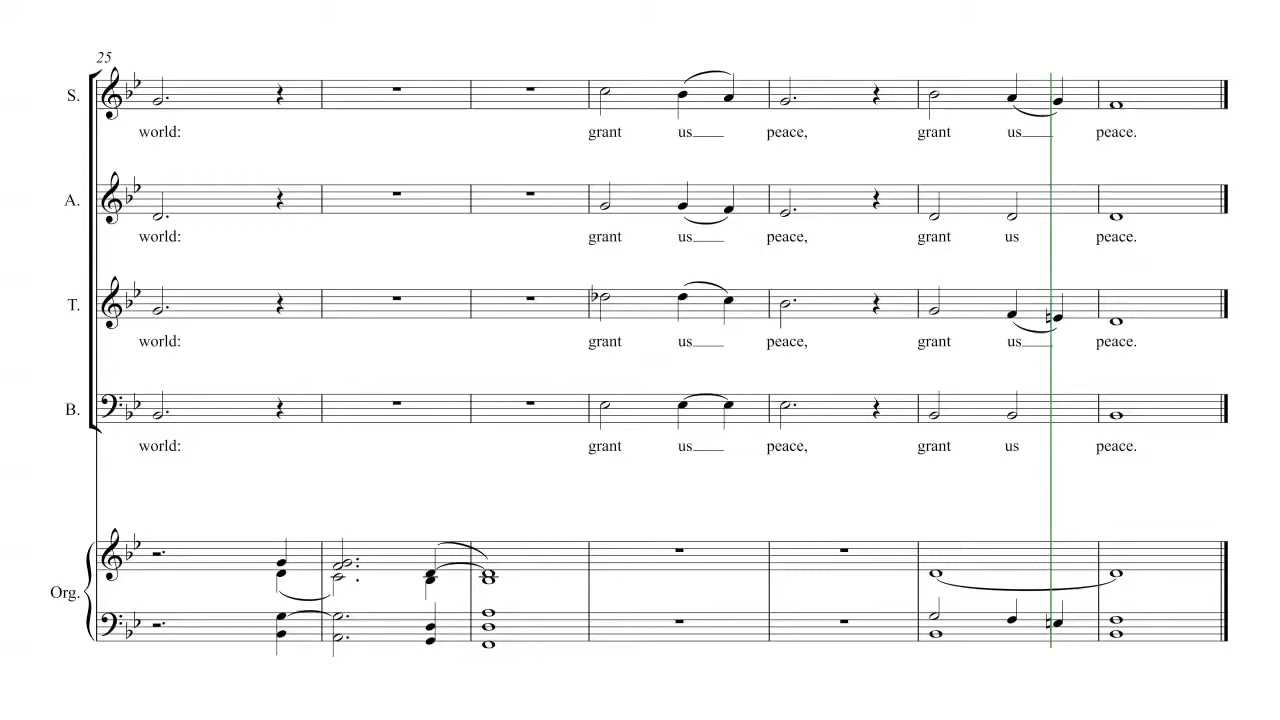 25
S.
world: grant us peace, grant us peace.
A.
world: grant us peace, grant us peace.
T.
world: grant us peace, grant us peace.
B.
world: grant us peace, grant us peace.
Org.